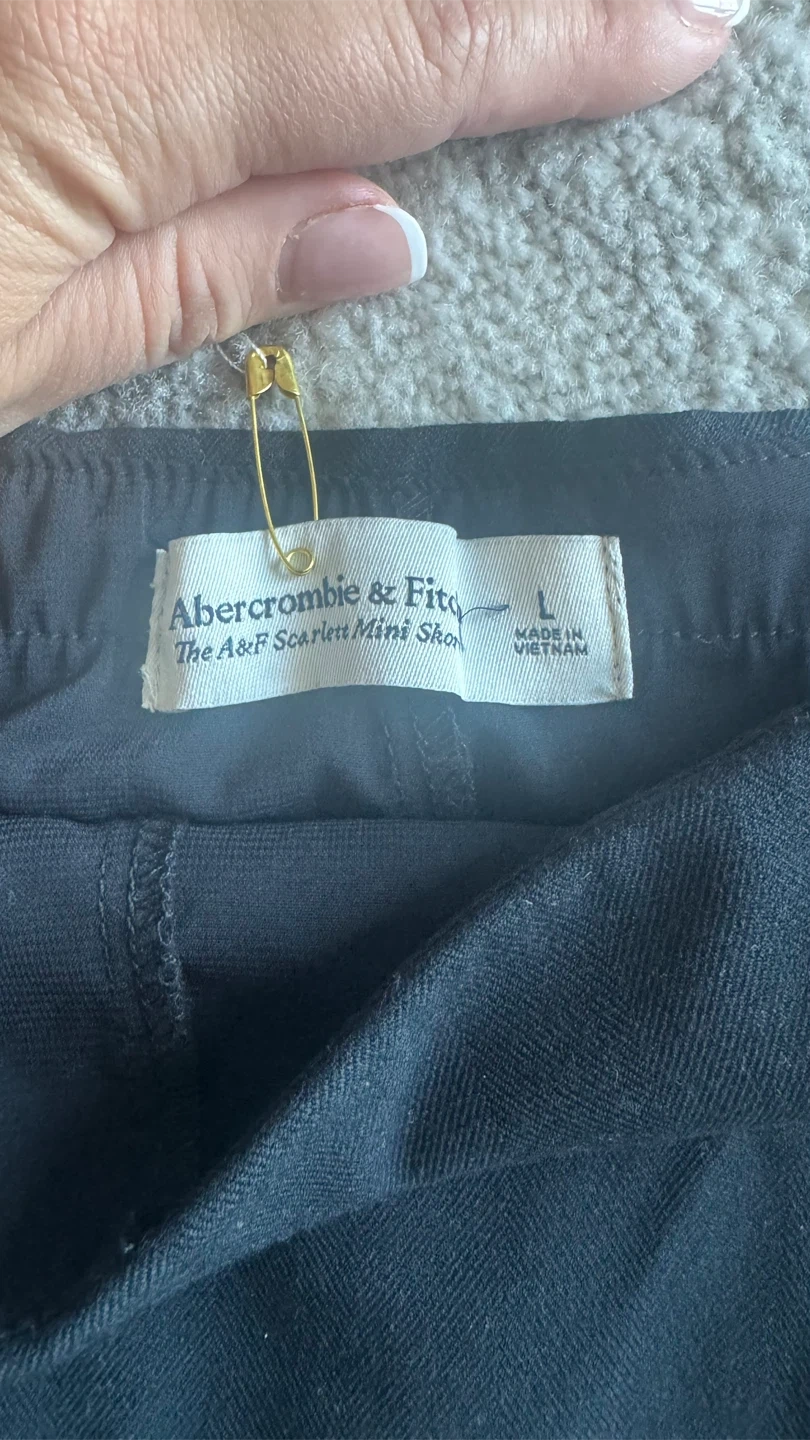 Abercrombie & Fitc
The A&F Scarlett Mini Skor
L
MADE IN
VIETNAM